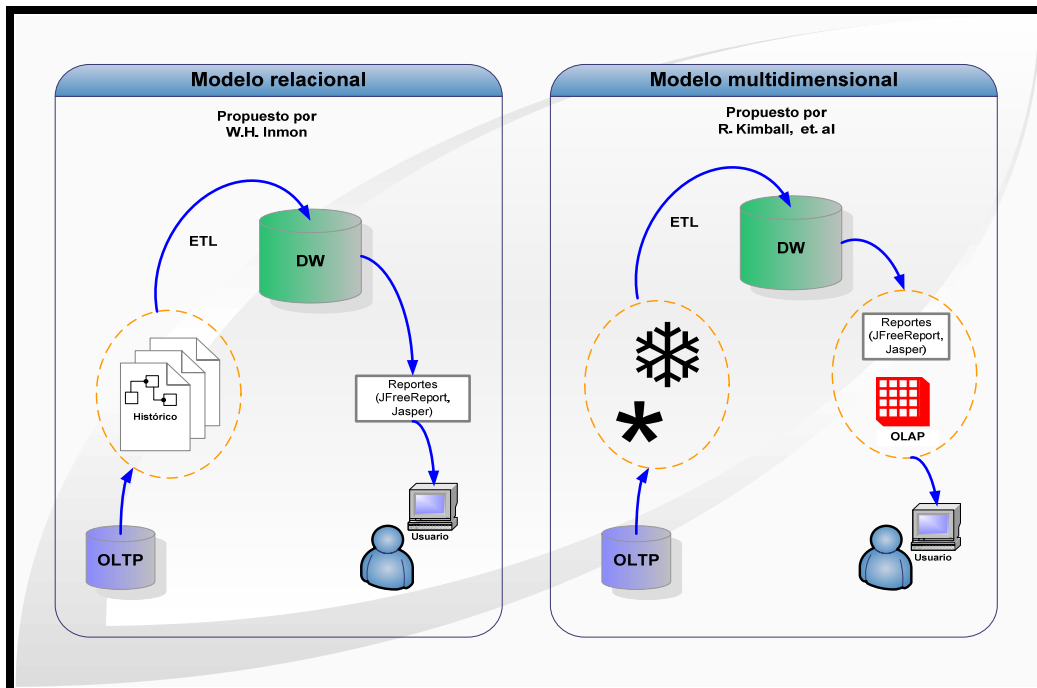 Modelo relacional
Propuesto por
W.H. Inmon
ETL
DW
Histórico
Reportes
(JFreeReport,
Jasper)
OLTP
Usuario
Modelo multidimensional
Propuesto por
R. Kimball, et. al
ETL
DW
Reportes
(JFreeReport,
Jasper)
OLAP
OLTP
Usuario